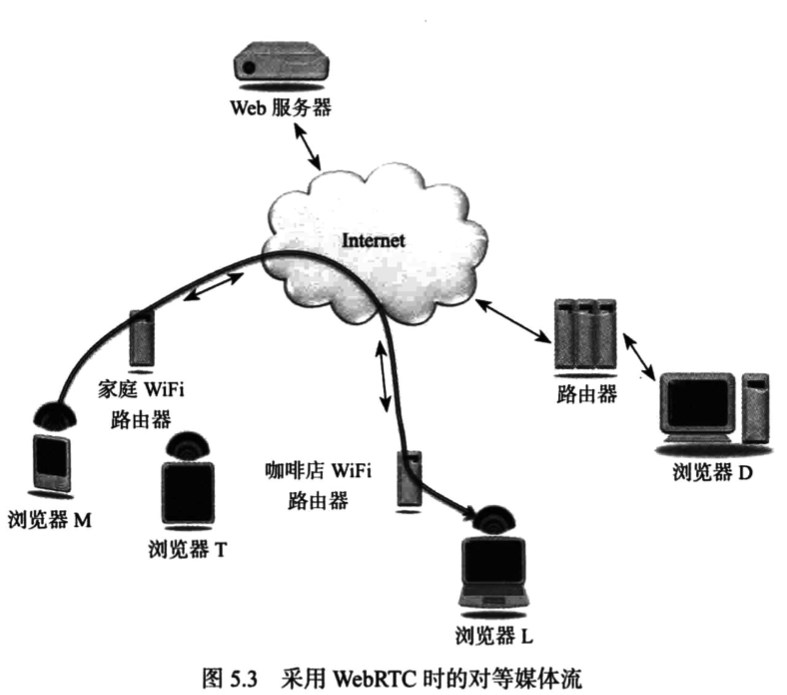 Web 服务器
Internet
家庭 WiFi
路由器
路由器
浏览器 D
咖啡店 WiFi
路由器
浏览器 M
浏览器 T
浏览器 L
图 5.3 采用 WebRTC 时的对等媒体流